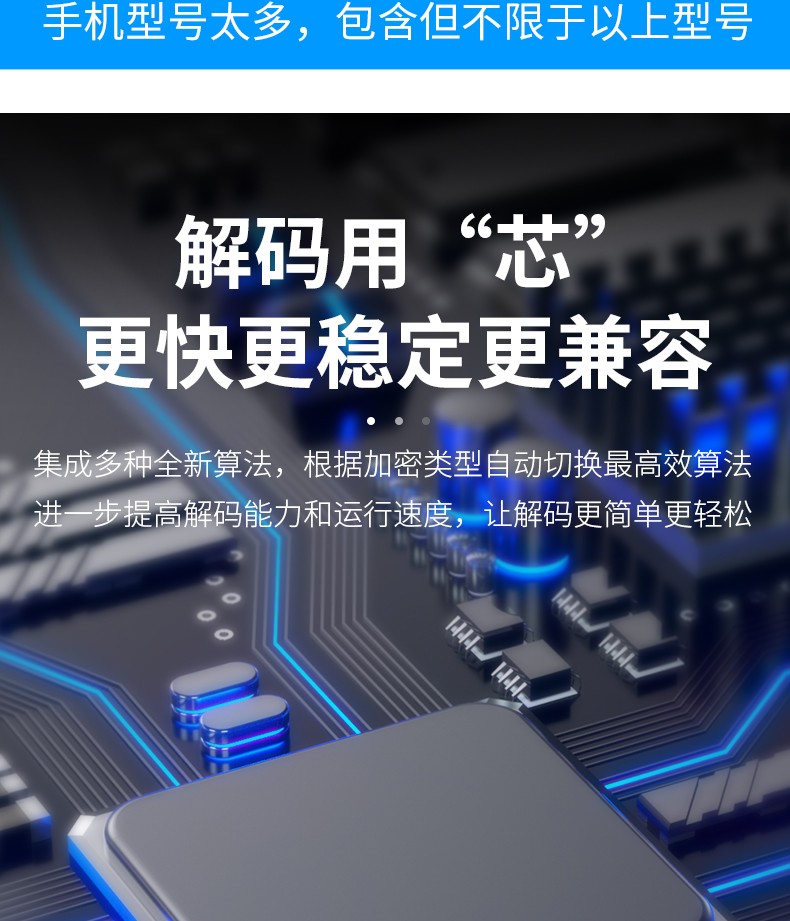 手机型号太多，包含但不限于以上型号
解码用“芯”
更快更稳定更兼容
集成多种全新算法，根据加密类型自动切换最高效算法
进一步提高解码能力和运行速度，让解码更简单更轻松